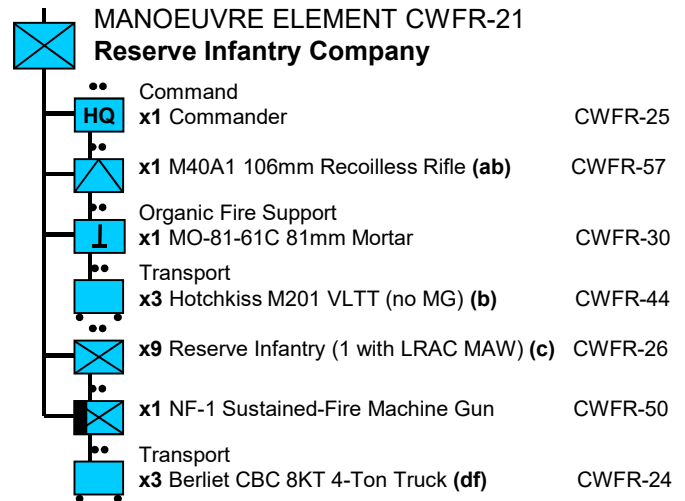 MANOEUVRE ELEMENT CWFR-21
Reserve Infantry Company
Command
HQ x1 Commander CWFR-25
x1 M40A1 106mm Recoilless Rifle (ab) CWFR-57
Organic Fire Support
x1 MO-81-61C 81mm Mortar CWFR-30
Transport
x3 Hotchkiss M201 VLTT (no MG) (b) CWFR-44
x9 Reserve Infantry (1 with LRAC MAW) (c) CWFR-26
x1 NF-1 Sustained-Fire Machine Gun CWFR-50
Transport
x3 Berliet CBC 8KT 4-Ton Truck (df) CWFR-24